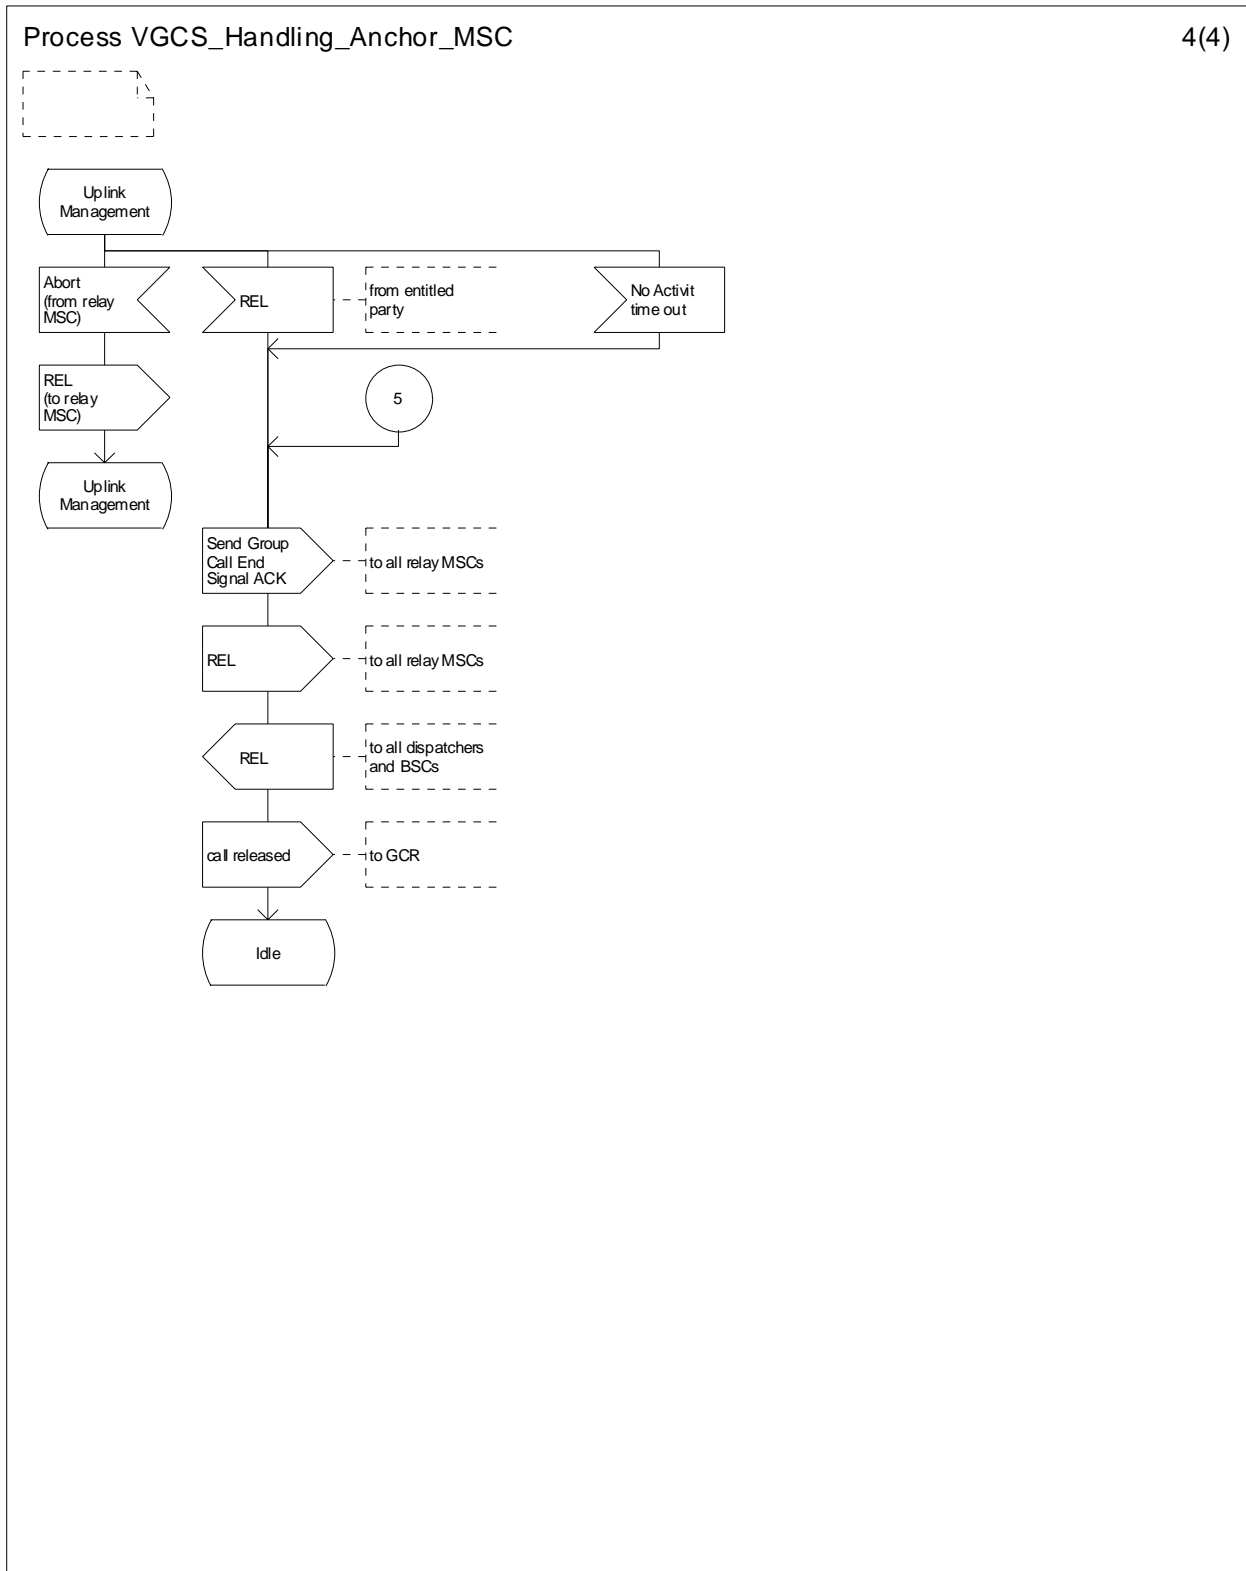 Process VGCS_Handling_Anchor_MSC
4(4)
Uplink
Management
Abort
(from relay
MSC)
REL
from entitled
party
No Activit
time out
REL
(to relay
MSC)
5
Uplink
Management
Send Group
Call End
Signal ACK
to all relay MSCs
REL
to all relay MSCs
REL
to all dispatchers
and BSCs
call released
to GCR
Idle